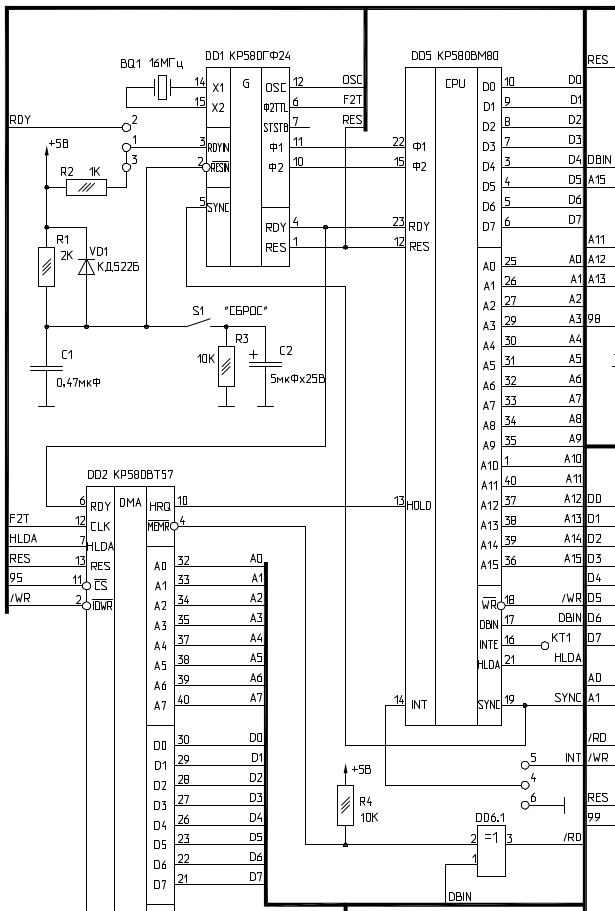 DD1 КР580ГФ24
DD5 КР580ВМ80
BQ1 16МГц
RES
14 X1 G OSC 12 OSC
CPU D0 10 D0
15 X2 Ф2TTL 6 F2T
D1 9 D1
STSTB 7 RES
D2 8 D2
RDY 2
1 3 RDYIN Ф1 11
22 Ф1 D3 7 D3
3 2 RESIN Ф2 10
15 Ф2 D4 3 D4 DBIN
+5В
R2 1К
D5 4 D5 A15
5 SYNC
D6 5 D6
RDY 4
23 RDY D7 6 D7
RES 1
12 RES
A11
R1 2К
VD1 КД522Б
A0 25 A0 A12
A1 26 A1 A13
A2 27 A2
S1 "СБРОС"
A3 29 A3 98
R3 10К
C2 + 5мкФх25В
C1 0,47мкФ
A4 30 A4
A5 31 A5
A6 32 A6
A7 33 A7
A8 34 A8
A9 35 A9
A10 1 A10
A11 40 A11
DD2 КР580ВТ57
6 RDY DMA HRQ 10
13 HOLD A12 37 A12 D0
F2T 12 CLK MEMR 4
A13 38 A13 D1
HLDA 7 HLDA
A14 39 A14 D2
RES 13 RES A0 32 A0
A15 36 A15 D3
95 11 CS A1 33 A1
D4
/WR 2 IOWR A2 34 A2
WR 18 /WR D5
A3 35 A3
DBIN 17 DBIN D6
A4 37 A4
INTE 16 КТ1 D7
A5 38 A5
HLDA 21 HLDA
A6 39 A6
A0
A7 40 A7
14 INT SYNC 19 SYNC A1
D0 30 D0
/RD
D1 29 D1
5 INT /WR
D2 28 D2
+5В
4
D3 27 D3
R4 10К
6 RES
D4 26 D4
DD6.1
99
D5 23 D5
2 =1 3 /RD
D6 22 D6
1
D7 21 D7
DBIN